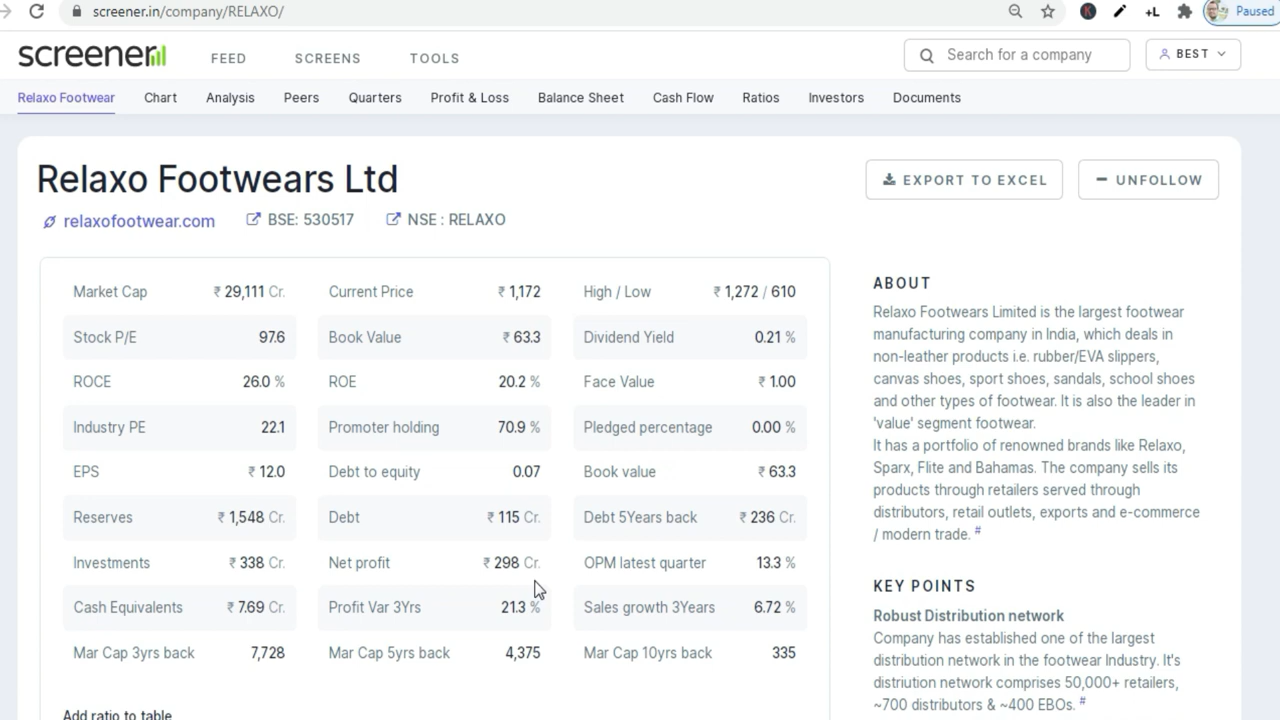 screener.in/company/RELAXO/
K
+L
Paused
screener
FEED
SCREENS
TOOLS
Search for a company
BEST
Relaxo Footwear
Chart
Analysis
Peers
Quarters
Profit & Loss
Balance Sheet
Cash Flow
Ratios
Investors
Documents
Relaxo Footwears Ltd
EXPORT TO EXCEL
UNFOLLOW
relaxofootwear.com
BSE: 530517
NSE : RELAXO
Market Cap ₹ 29,111 Cr.
Current Price ₹ 1,172
High / Low ₹ 1,272 / 610
Stock P/E 97.6
Book Value ₹ 63.3
Dividend Yield 0.21 %
ROCE 26.0 %
ROE 20.2 %
Face Value ₹ 1.00
Industry PE 22.1
Promoter holding 70.9 %
Pledged percentage 0.00 %
EPS ₹ 12.0
Debt to equity 0.07
Book value ₹ 63.3
Reserves ₹ 1,548 Cr.
Debt ₹ 115 Cr.
Debt 5Years back ₹ 236 Cr.
Investments ₹ 338 Cr.
Net profit ₹ 298 Cr.
OPM latest quarter 13.3 %
Cash Equivalents ₹ 7.69 Cr.
Profit Var 3Yrs 21.3 %
Sales growth 3Years 6.72 %
Mar Cap 3yrs back 7,728
Mar Cap 5yrs back 4,375
Mar Cap 10yrs back 335
Add ratio to table
ABOUT
Relaxo Footwears Limited is the largest footwear
manufacturing company in India, which deals in
non-leather products i.e. rubber/EVA slippers,
canvas shoes, sport shoes, sandals, school shoes
and other types of footwear. It is also the leader in
'value' segment footwear.
It has a portfolio of renowned brands like Relaxo,
Sparx, Flite and Bahamas. The company sells its
products through retailers served through
distributors, retail outlets, exports and e-commerce
/ modern trade. #
KEY POINTS
Robust Distribution network
Company has established one of the largest
distribution network in the footwear Industry. It's
distriution network comprises 50,000+ retailers,
~700 distributors & ~400 EBOs. #